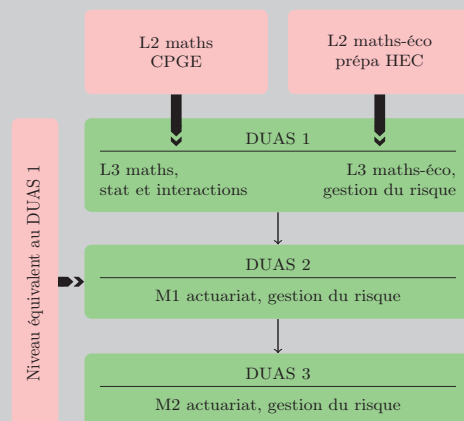 L2 maths
CPGE
L2 maths-éco
prépa HEC
Niveau équivalent au DUAS 1
DUAS 1
L3 maths,
stat et interactions
L3 maths-éco,
gestion du risque
DUAS 2
M1 actuariat, gestion du risque
DUAS 3
M2 actuariat, gestion du risque